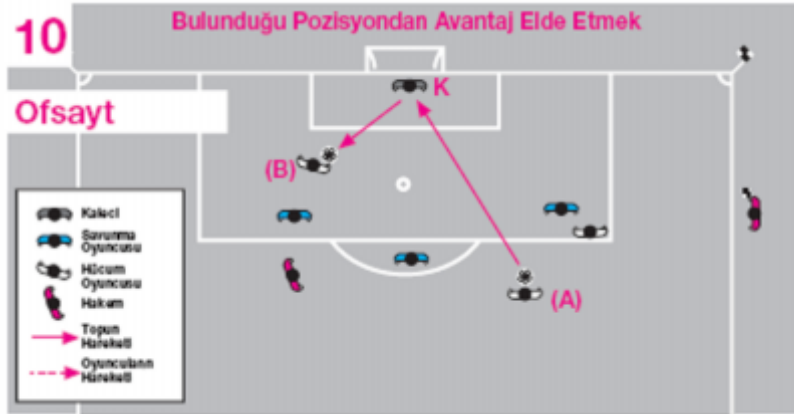 10
Bulunduğu Pozisyondan Avantaj Elde Etmek
Ofsayt
K
(B)
(A)
Kaleci
Savunma
Oyuncusu
Hücum
Oyuncusu
Hakem
Topun
Hareketi
Oyuncuların
Hareketi